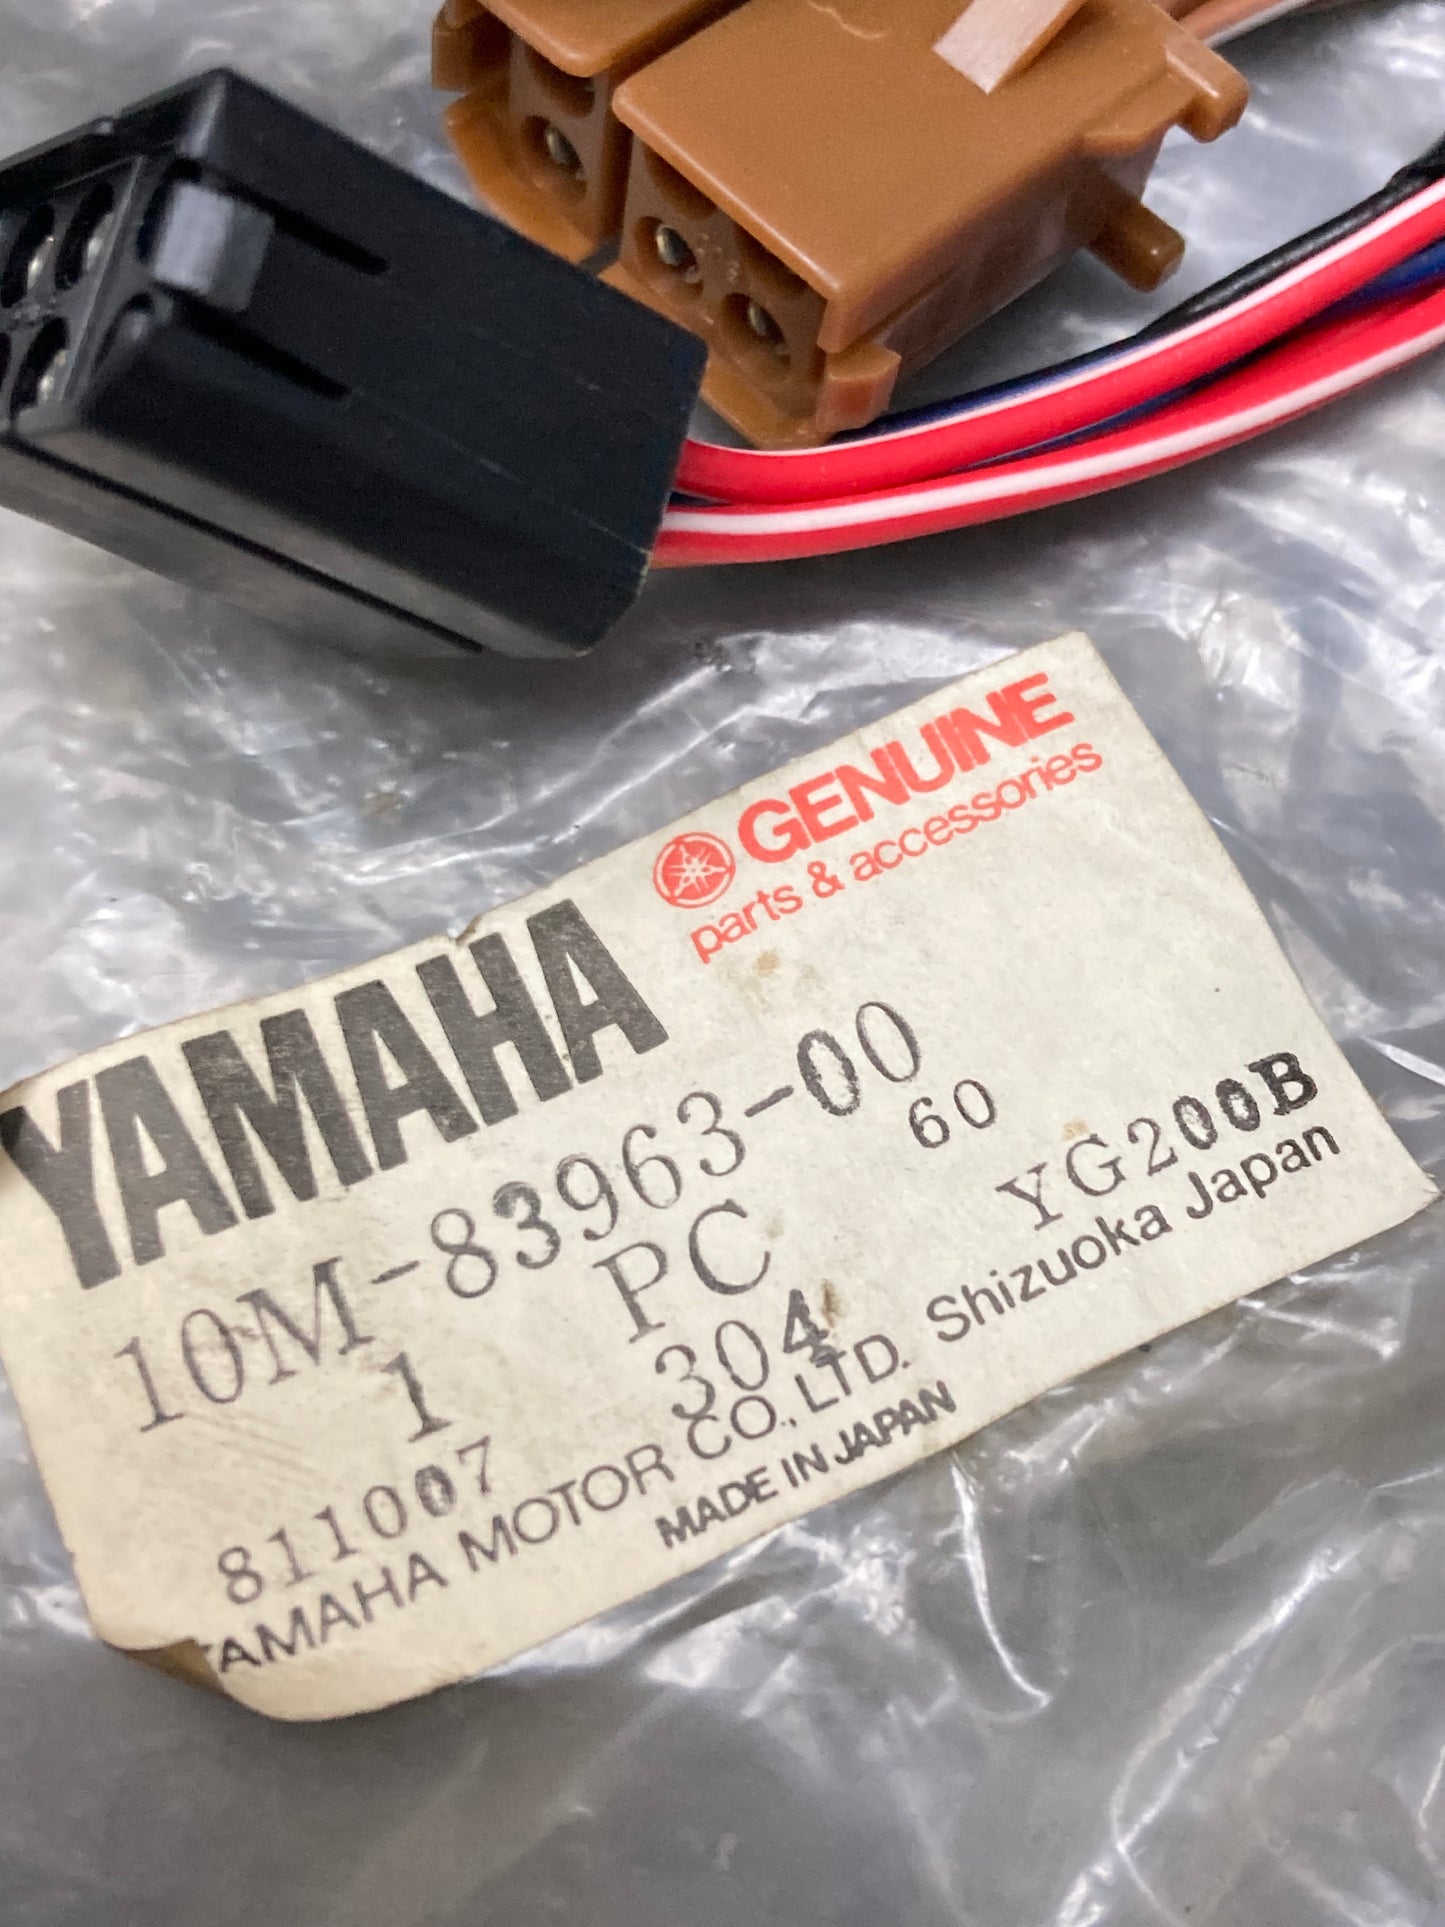 GENUINE
parts & accessories
YAMAHA
10M-83963-00
60
1 PC YG200B
304
811007
YAMAHA MOTOR CO., LTD. Shizuoka Japan
MADE IN JAPAN